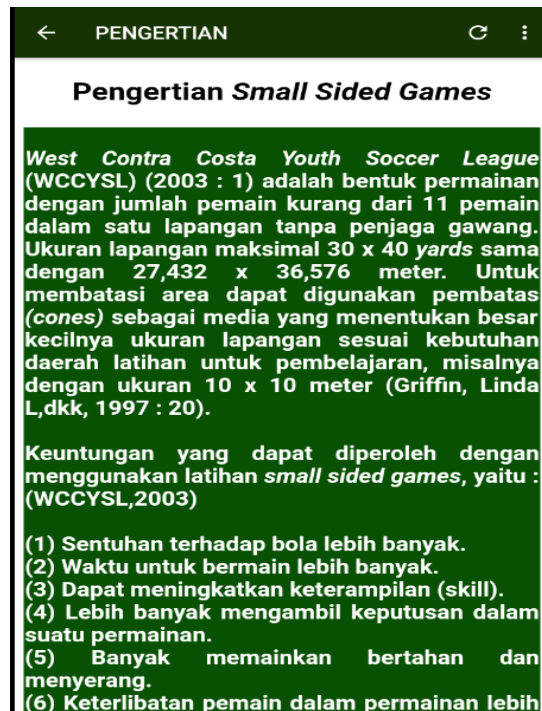 PENGERTIAN
Pengertian Small Sided Games
West Contra Costa Youth Soccer League
(WCCYSL) (2003 : 1) adalah bentuk permainan
dengan jumlah pemain kurang dari 11 pemain
dalam satu lapangan tanpa penjaga gawang.
Ukuran lapangan maksimal 30 x 40 yards sama
dengan 27,432 x 36,576 meter. Untuk
membatasi area dapat digunakan pembatas
(cones) sebagai media yang menentukan besar
kecilnya ukuran lapangan sesuai kebutuhan
daerah latihan untuk pembelajaran, misalnya
dengan ukuran 10 x 10 meter (Griffin, Linda
L,dkk, 1997 : 20).
Keuntungan yang dapat diperoleh dengan
menggunakan latihan small sided games, yaitu :
(WCCYSL,2003)
(1) Sentuhan terhadap bola lebih banyak.
(2) Waktu untuk bermain lebih banyak.
(3) Dapat meningkatkan keterampilan (skill).
(4) Lebih banyak mengambil keputusan dalam
suatu permainan.
(5) Banyak memainkan bertahan dan
menyerang.
(6) Keterlibatan pemain dalam permainan lebih